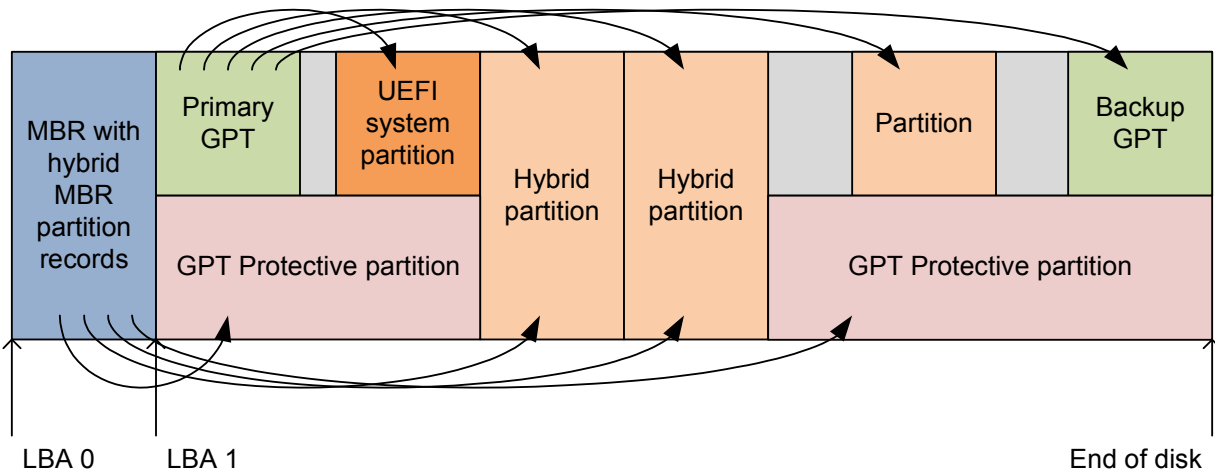 MBR with
hybrid
MBR
partition
records
Primary
GPT
UEFI
system
partition
Hybrid
partition
Hybrid
partition
Partition
Backup
GPT
GPT Protective partition
GPT Protective partition
LBA 0
LBA 1
End of disk